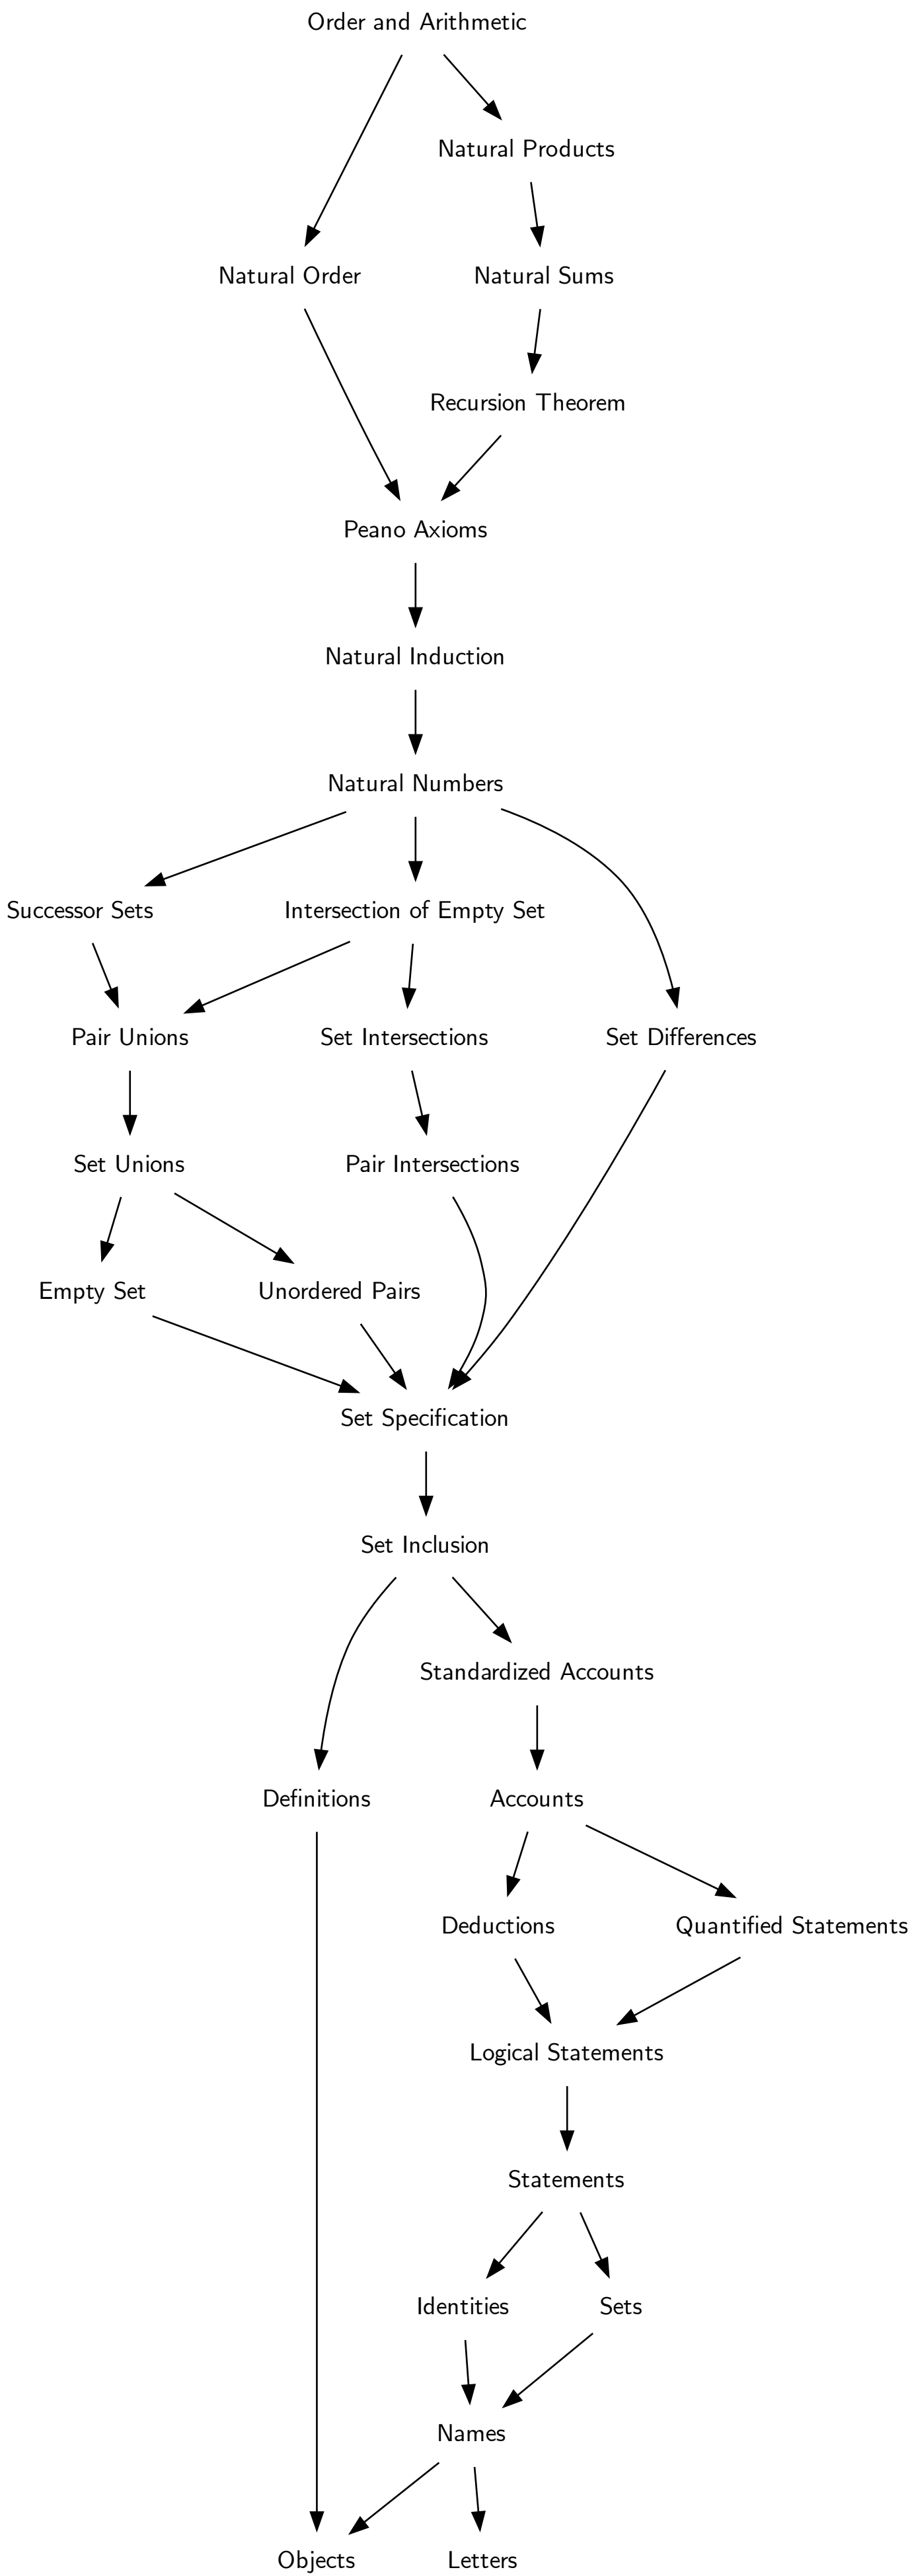 Order and Arithmetic
Natural Products
Natural Order
Natural Sums
Recursion Theorem
Peano Axioms
Natural Induction
Natural Numbers
Successor Sets
Intersection of Empty Set
Pair Unions
Set Intersections
Set Differences
Set Unions
Pair Intersections
Empty Set
Unordered Pairs
Set Specification
Set Inclusion
Standardized Accounts
Definitions
Accounts
Deductions
Quantified Statements
Logical Statements
Statements
Identities
Sets
Names
Objects
Letters